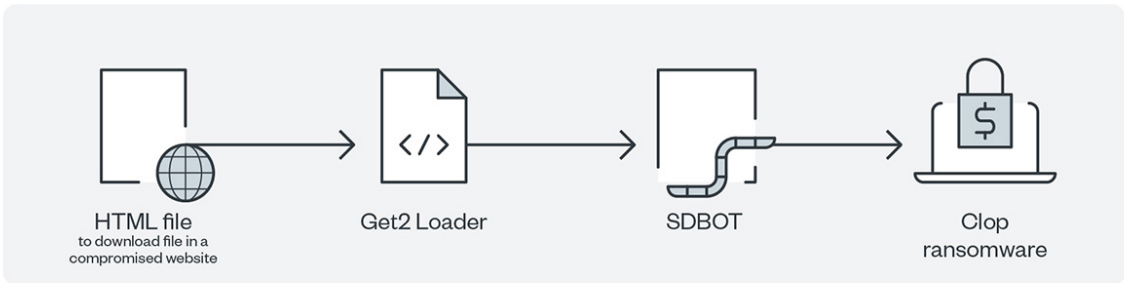 HTML file
to download file in a
compromised website
</>
Get2 Loader
SDBOT
$
Clop
ransomware